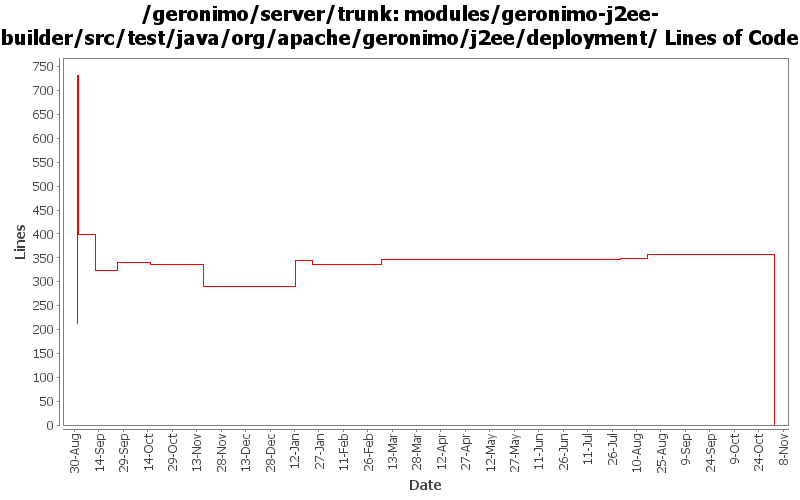 /geronimo/server/trunk: modules/geronimo-j2ee-
builder/src/test/java/org/apache/geronimo/j2ee/deployment/ Lines of Code
750
700
650
600
550
500
450
400
350
300
250
200
150
100
50
0
Lines
30-Aug
14-Sep
29-Sep
14-Oct
29-Oct
13-Nov
28-Nov
13-Dec
28-Dec
12-Jan
27-Jan
11-Feb
26-Feb
13-Mar
28-Mar
12-Apr
27-Apr
12-May
27-May
11-Jun
26-Jun
11-Jul
26-Jul
10-Aug
25-Aug
9-Sep
24-Sep
9-Oct
24-Oct
8-Nov
Date